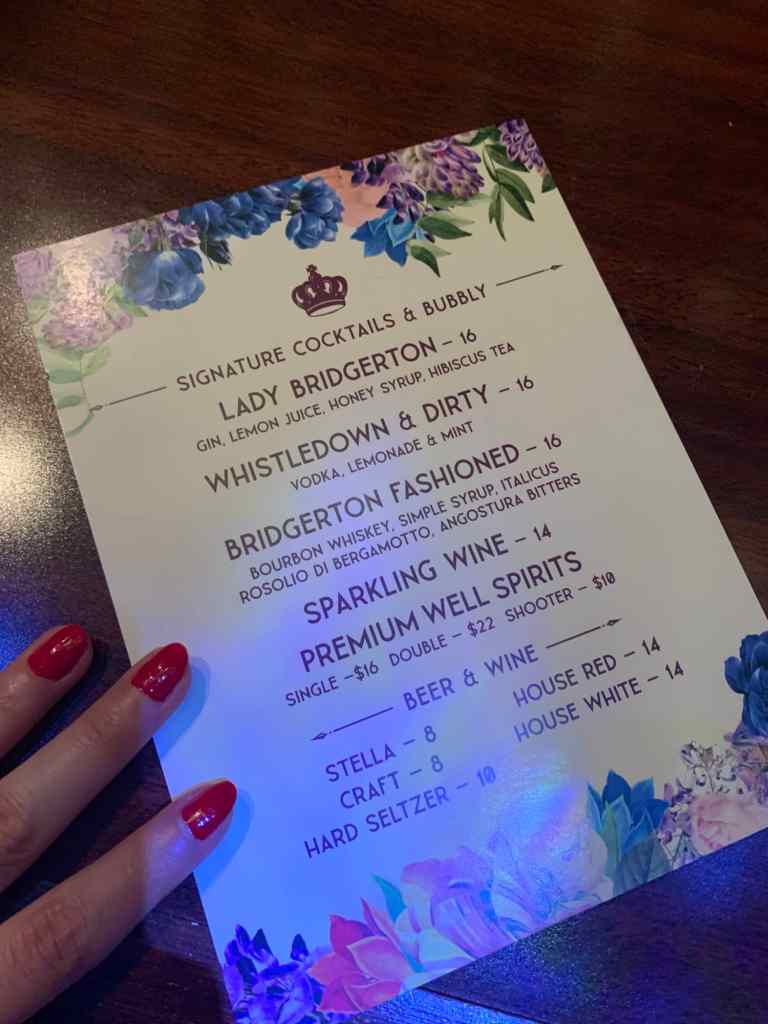 SIGNATURE COCKTAILS & BUBBLY
LADY BRIDGERTON – 16
GIN, LEMON JUICE, HONEY SYRUP, HIBISCUS TEA
WHISTLEDOWN & DIRTY – 16
VODKA, LEMONADE & MINT
BRIDGERTON FASHIONED – 16
BOURBON WHISKEY, SIMPLE SYRUP, ITALICUS
ROSOLIO DI BERGAMOTTO, ANGOSTURA BITTERS
SPARKLING WINE – 14
PREMIUM WELL SPIRITS
SINGLE –$16 DOUBLE – $22 SHOOTER – $10
BEER & WINE
STELLA – 8
CRAFT – 8
HARD SELTZER – 10
HOUSE RED – 14
HOUSE WHITE – 14